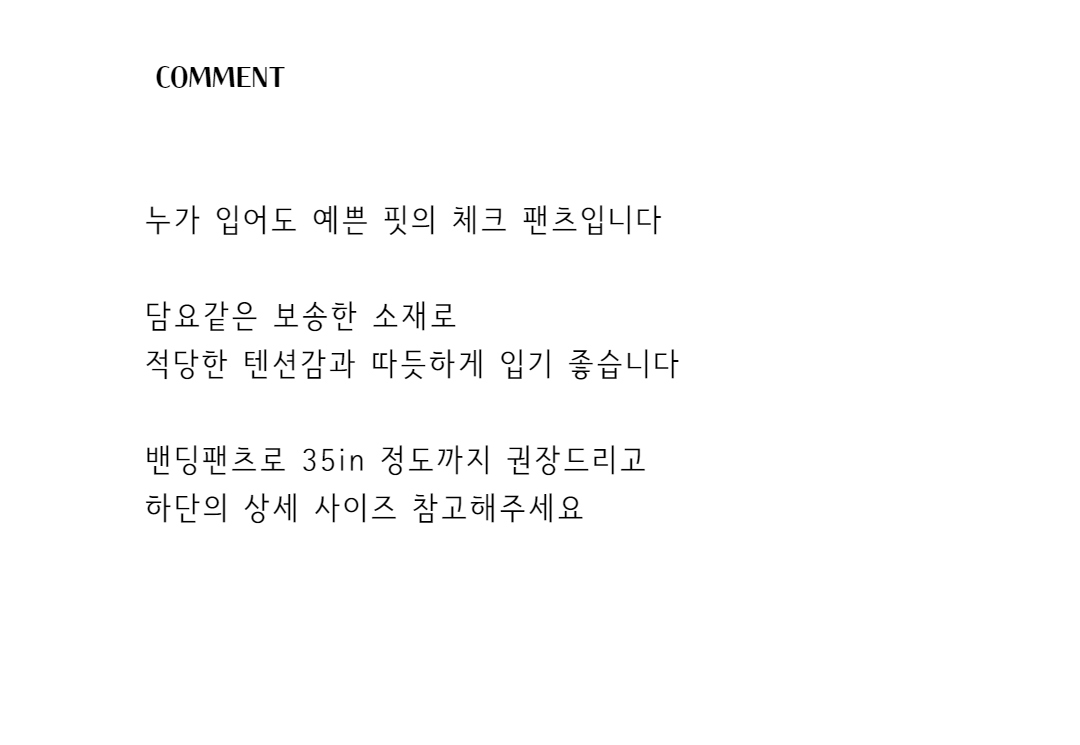 COMMENT
누가 입어도 예쁜 핏의 체크 팬츠입니다
담요같은 보송한 소재로
적당한 텐션감과 따듯하게 입기 좋습니다
밴딩팬츠로 35in 정도까지 권장드리고
하단의 상세 사이즈 참고해주세요